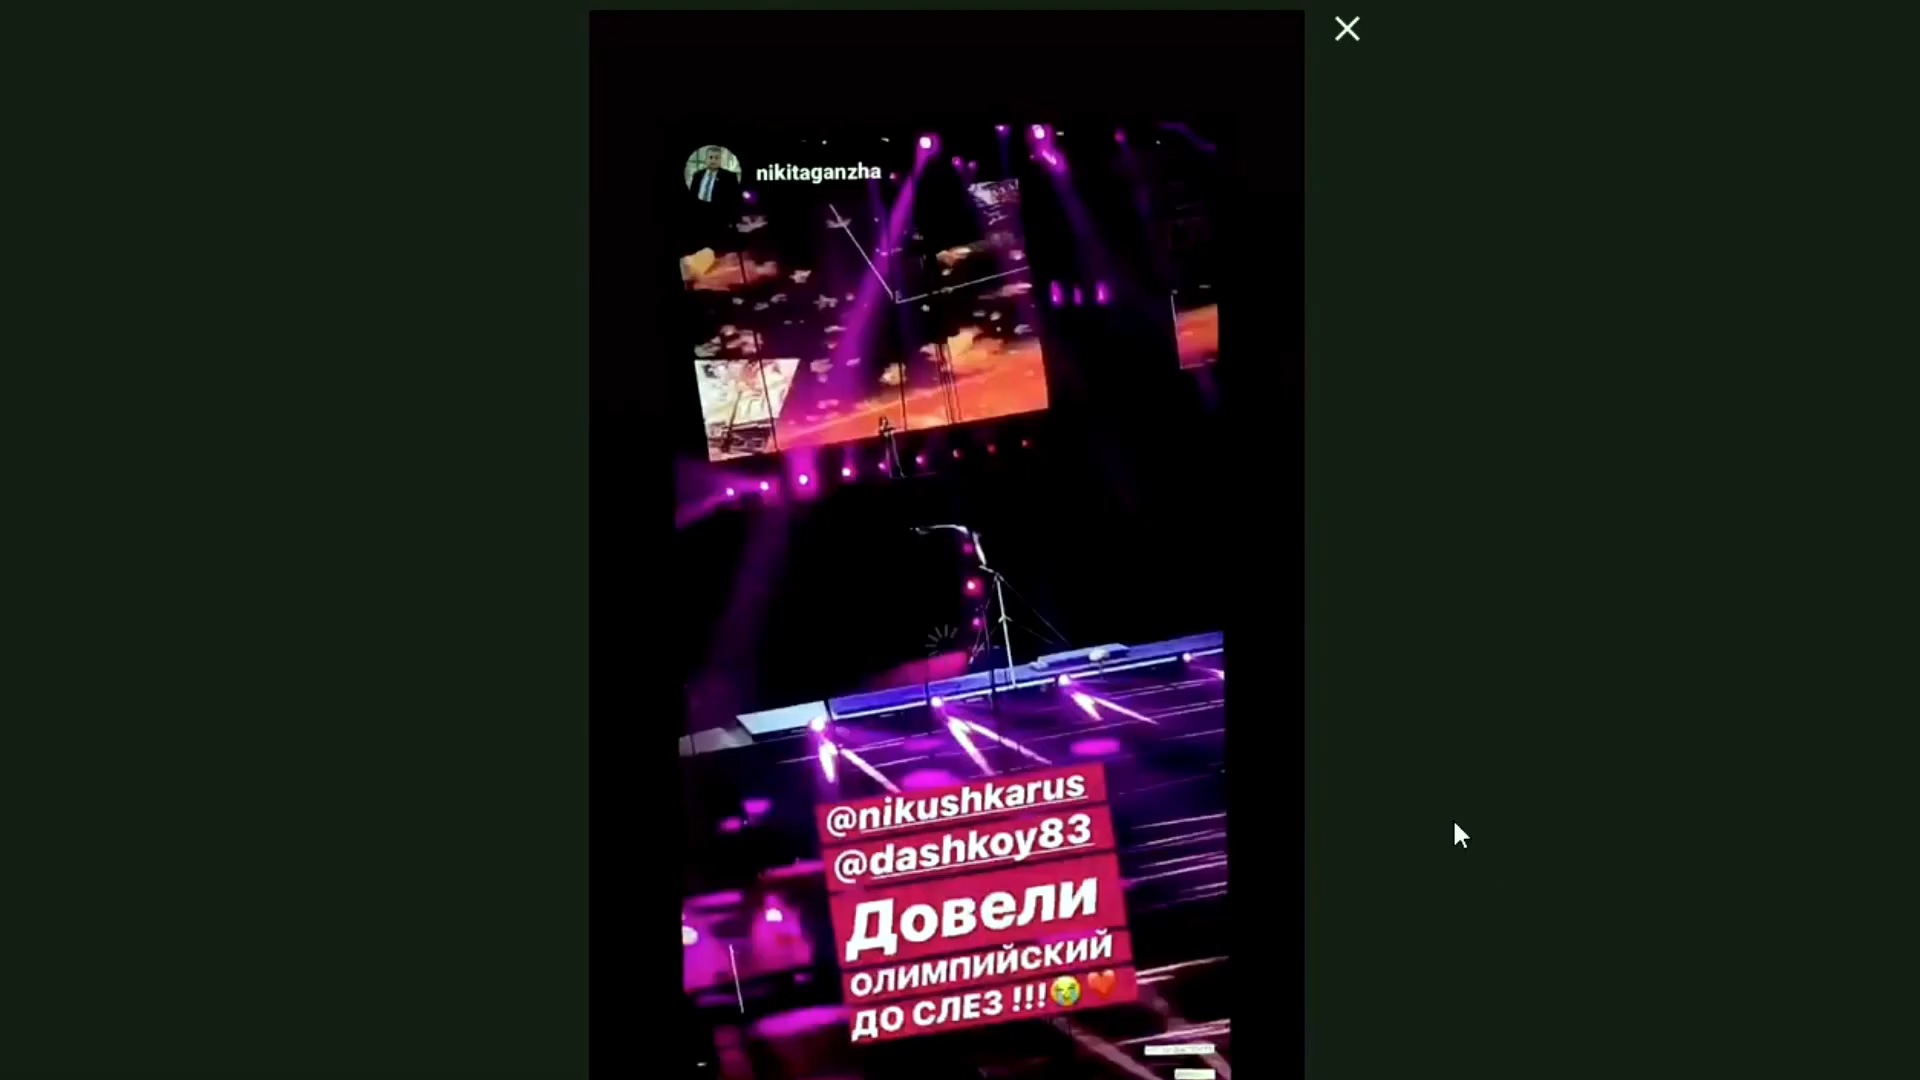 nikitaganzha
@nikushkarus
@dashkoy83
Довели
ОЛИМПИЙСКИЙ
ДО СЛЕЗ !!!😭❤️